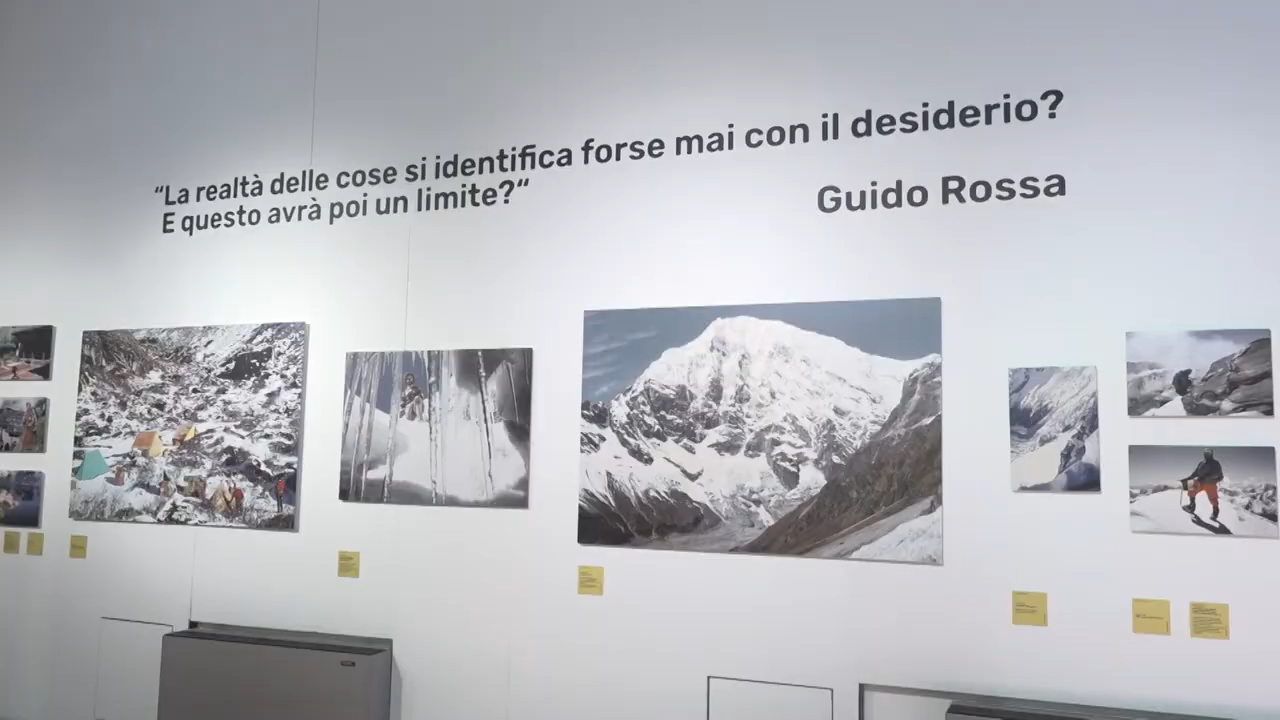 “La realtà delle cose si identifica forse mai con il desiderio?
E questo avrà poi un limite?“
Guido Rossa